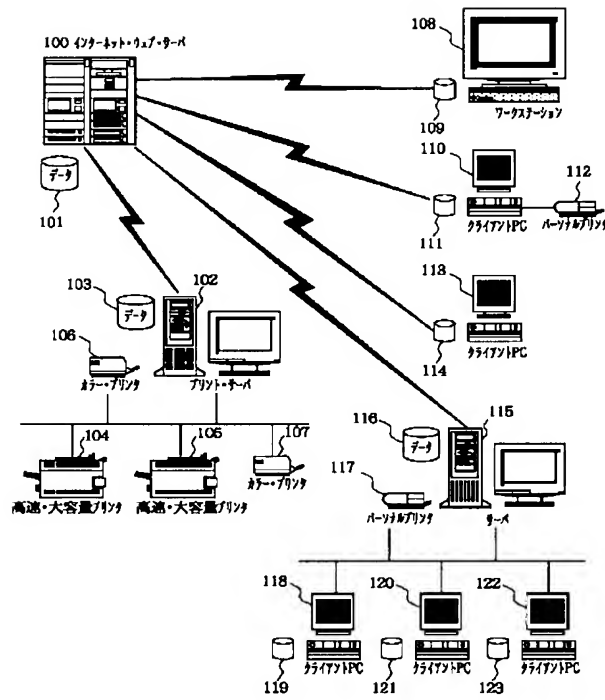 100 インターネット・ウェブ・サーバ
データ
101
108
109
ワークステーション
110
112
111
クライアントPC
パーソナルプリンタ
113
114
クライアントPC
103
データ
102
106
カラー・プリンタ
プリント・サーバ
104
105
107
高速・大容量プリンタ
高速・大容量プリンタ
カラー・プリンタ
116
データ
115
117
パーソナルプリンタ
サーバ
118
120
122
119
クライアントPC
121
クライアントPC
123
クライアントPC